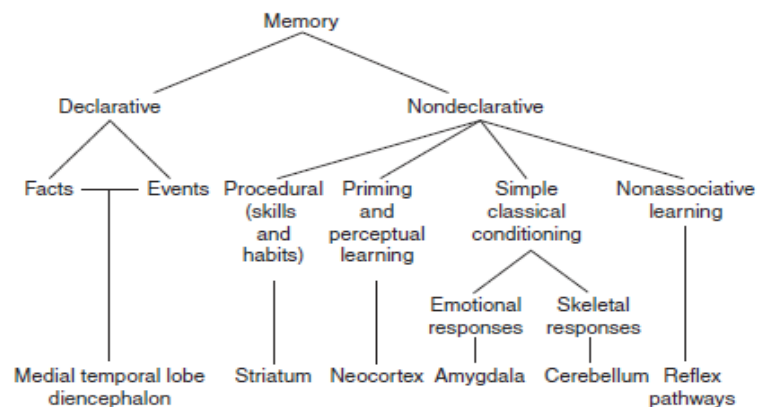 Memory
Declarative
Nondeclarative
Facts
Events
Procedural
(skills
and
habits)
Priming
and
perceptual
learning
Simple
classical
conditioning
Nonassociative
learning
Emotional
responses
Skeletal
responses
Medial temporal lobe
diencephalon
Striatum
Neocortex
Amygdala
Cerebellum
Reflex
pathways